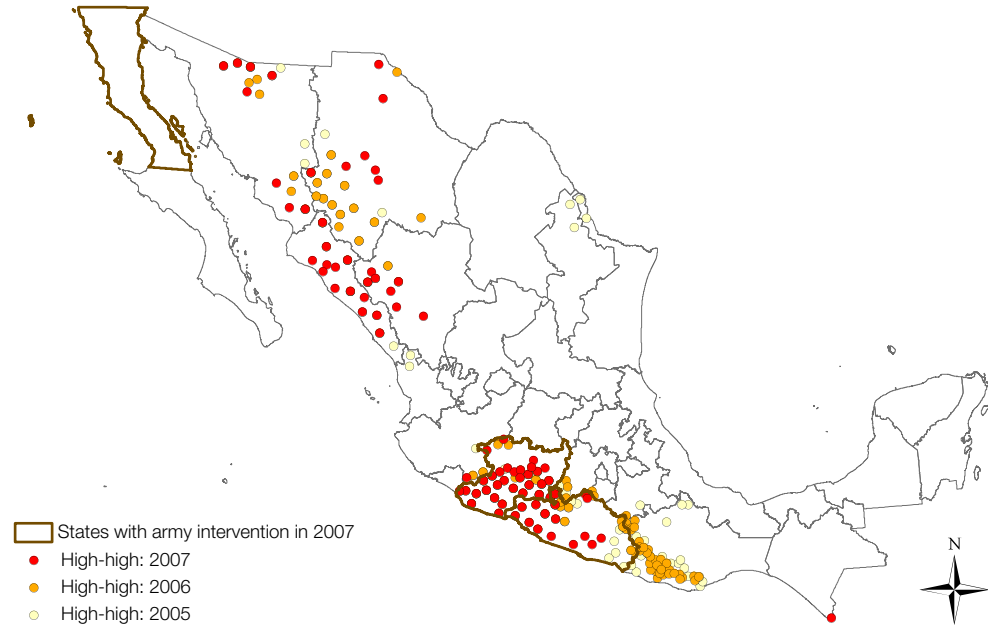 States with army intervention in 2007
High-high: 2007
High-high: 2006
High-high: 2005
N